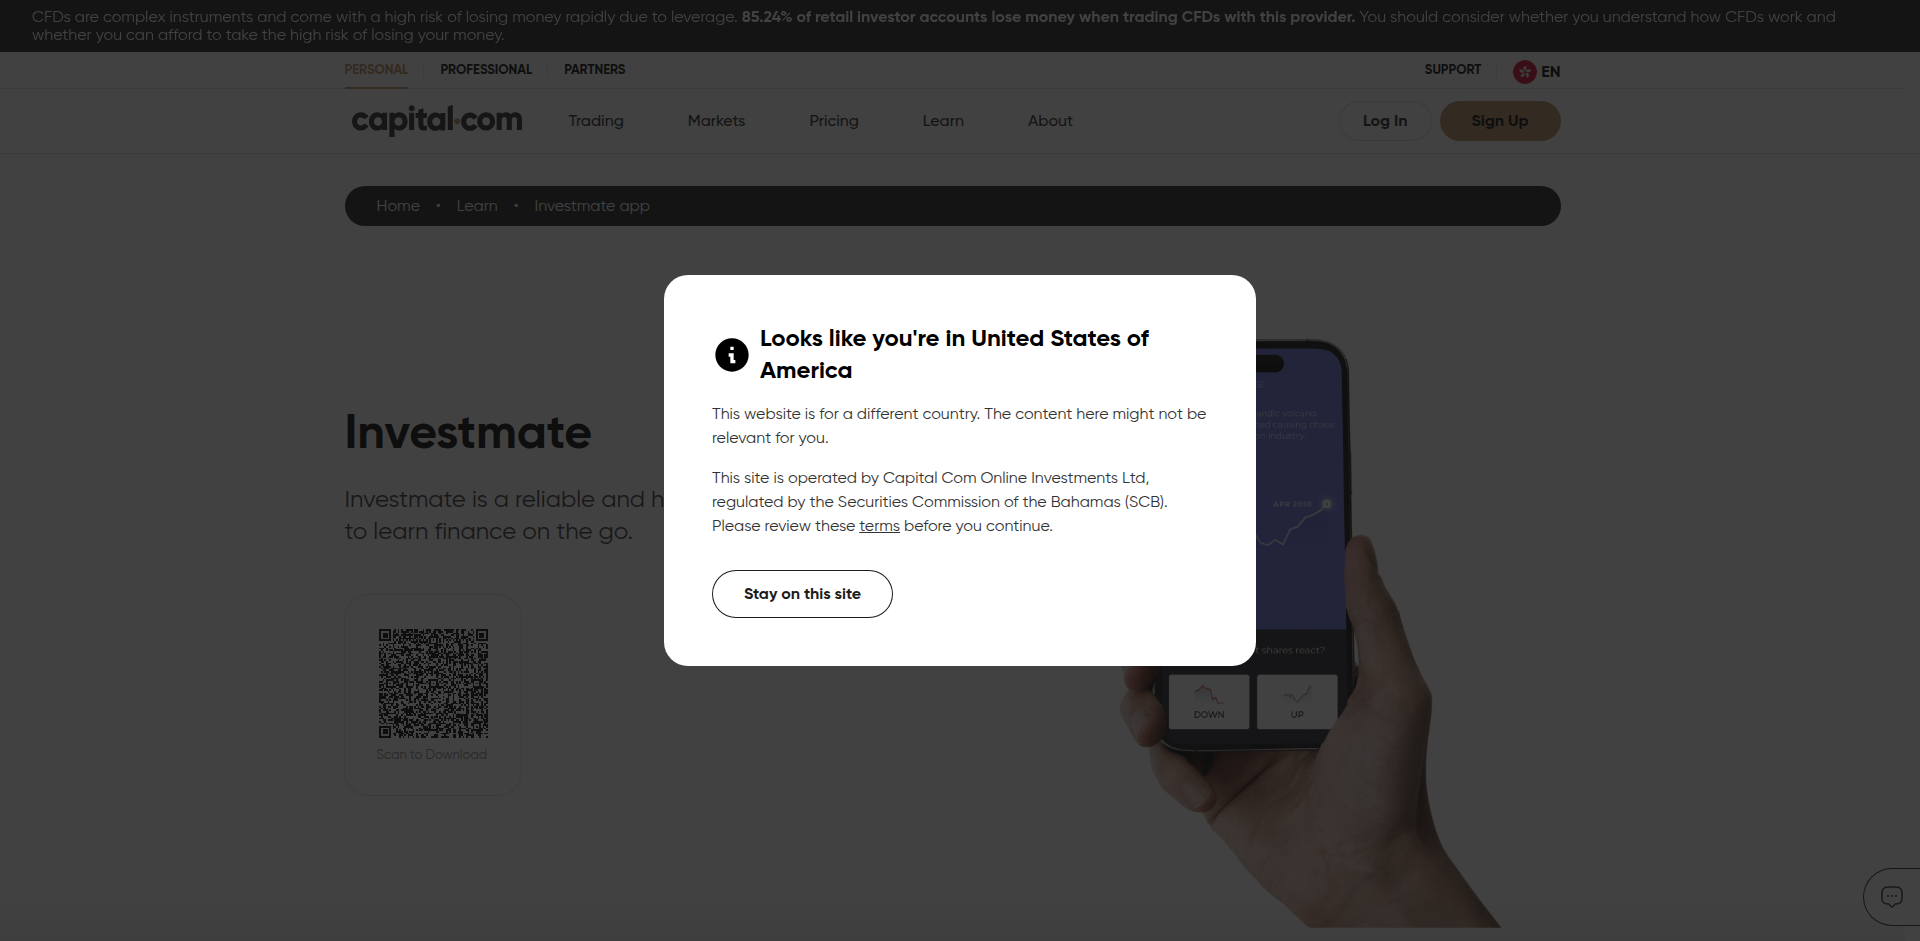 CFDs are complex instruments and come with a high risk of losing money rapidly due to leverage. 85.24% of retail investor accounts lose money when trading CFDs with this provider. You should consider whether you understand how CFDs work and
whether you can afford to take the high risk of losing your money.
PERSONAL PROFESSIONAL PARTNERS SUPPORT EN
capital.com Trading Markets Pricing Learn About Log In Sign Up
Home • Learn • Investmate app
Looks like you're in United States of
America
This website is for a different country. The content here might not be
relevant for you.
This site is operated by Capital Com Online Investments Ltd,
regulated by the Securities Commission of the Bahamas (SCB).
Please review these terms before you continue.
Stay on this site
Investmate
Investmate is a reliable and h
to learn finance on the go.
Scan to Download
andic volcano
ted causing chaos
on industry.
APR 2010
shares react?
DOWN UP